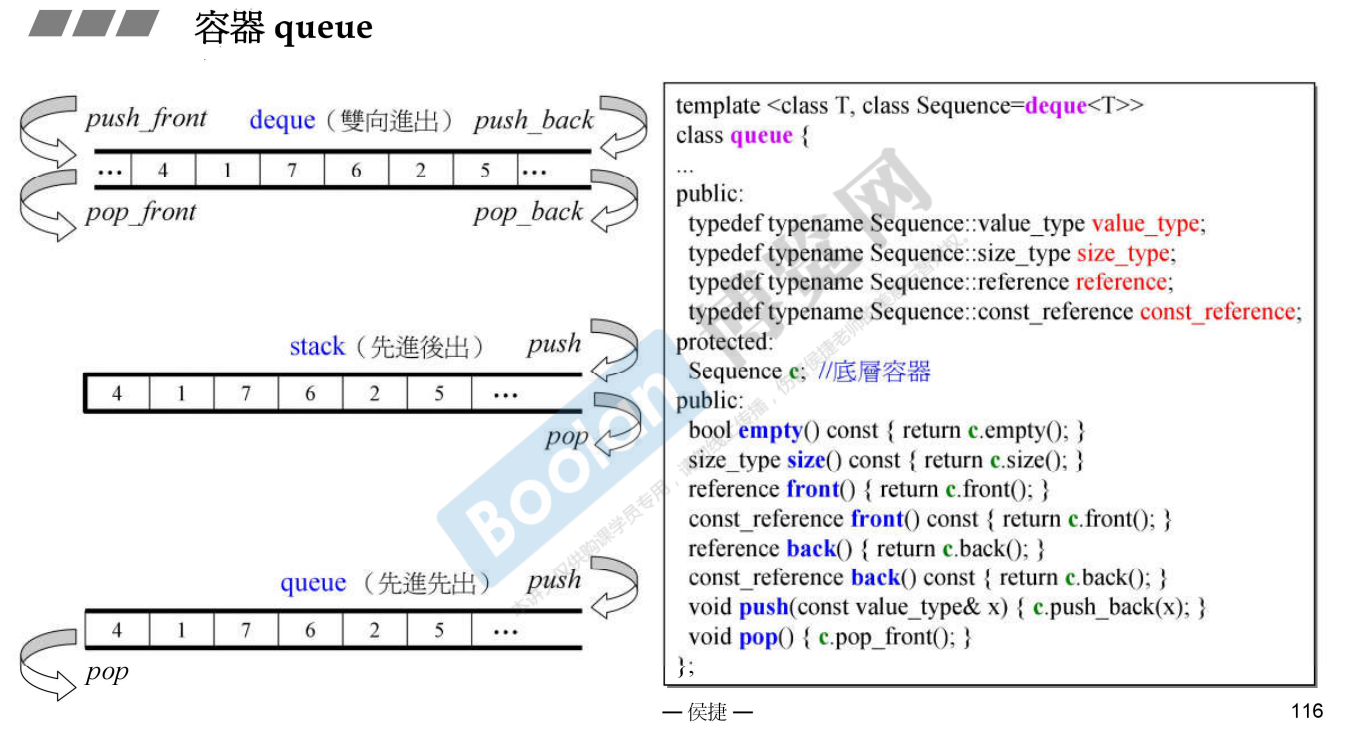 容器 queue
push_front deque（雙向進出） push_back
… 4 1 7 6 2 5 …
pop_front pop_back
stack（先進後出） push
4 1 7 6 2 5 …
pop
queue （先進先出） push
4 1 7 6 2 5 …
pop
template <class T, class Sequence=deque<T>>
class queue {
...
public:
typedef typename Sequence::value_type value_type;
typedef typename Sequence::size_type size_type;
typedef typename Sequence::reference reference;
typedef typename Sequence::const_reference const_reference;
protected:
Sequence c; //底層容器
public:
bool empty() const { return c.empty(); }
size_type size() const { return c.size(); }
reference front() { return c.front(); }
const_reference front() const { return c.front(); }
reference back() { return c.back(); }
const_reference back() const { return c.back(); }
void push(const value_type& x) { c.push_back(x); }
void pop() { c.pop_front(); }
};
Boolan 博览网
— 侯捷 —
116